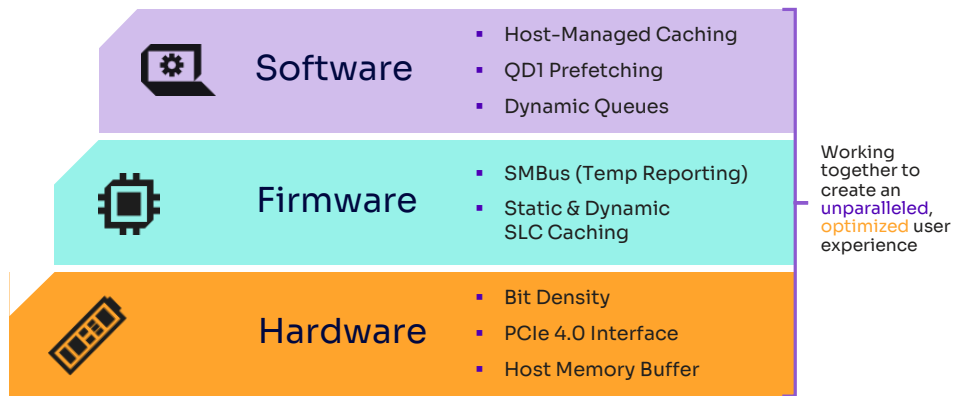 Software
▪ Host-Managed Caching
▪ QD1 Prefetching
▪ Dynamic Queues
Firmware
▪ SMBus (Temp Reporting)
▪ Static & Dynamic
SLC Caching
Hardware
▪ Bit Density
▪ PCIe 4.0 Interface
▪ Host Memory Buffer
Working
together to
create an
unparalleled,
optimized user
experience